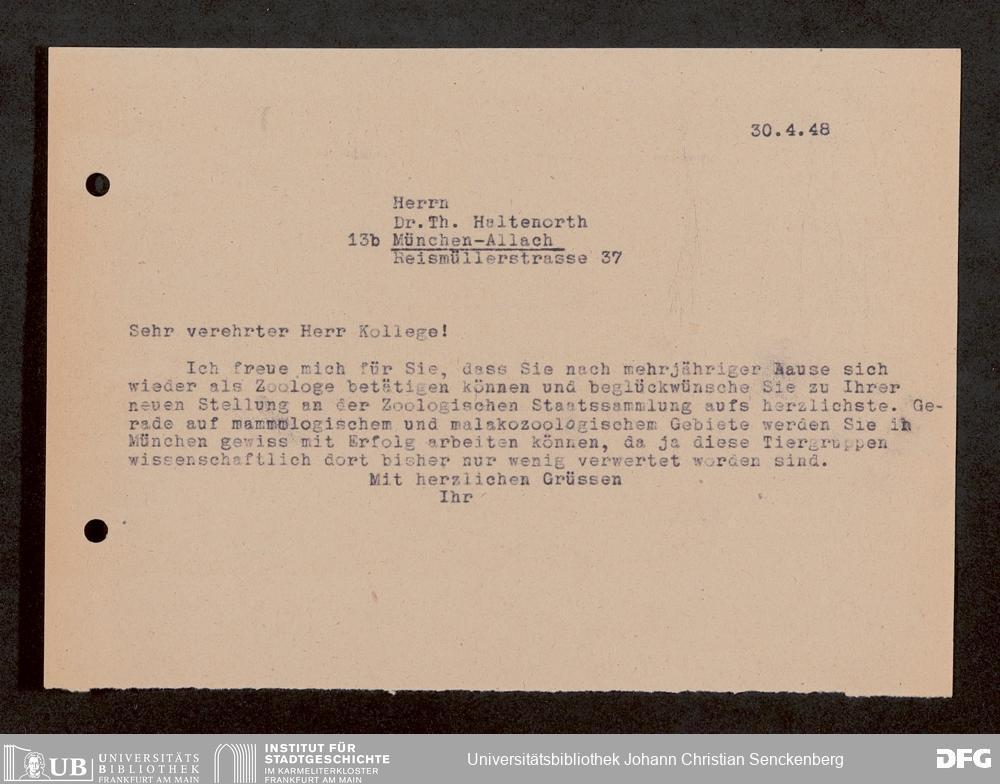 30.4.48
Herrn
Dr.Th. Haltenorth
13b München-Allach
Reismüllerstrasse 37
Sehr verehrter Herr Kollege!
Ich freue mich für Sie, dass Sie nach mehrjähriger Pause sich
wieder als Zoologe betätigen können und beglückwünsche Sie zu Ihrer
neuen Stellung an der Zoologischen Staatssammlung aufs herzlichste. Ge-
rade auf mammologischem und malakozoologischem Gebiete werden Sie in
München gewiss mit Erfolg arbeiten können, da ja diese Tiergruppen
wissenschaftlich dort bisher nur wenig verwertet worden sind.
Mit herzlichen Grüssen
Ihr
UB UNIVERSITÄTS
BIBLIOTHEK
FRANKFURT AM MAIN
INSTITUT FÜR
STADTGESCHICHTE
IM KARMELITERKLOSTER
FRANKFURT AM MAIN
Universitätsbibliothek Johann Christian Senckenberg
DFG